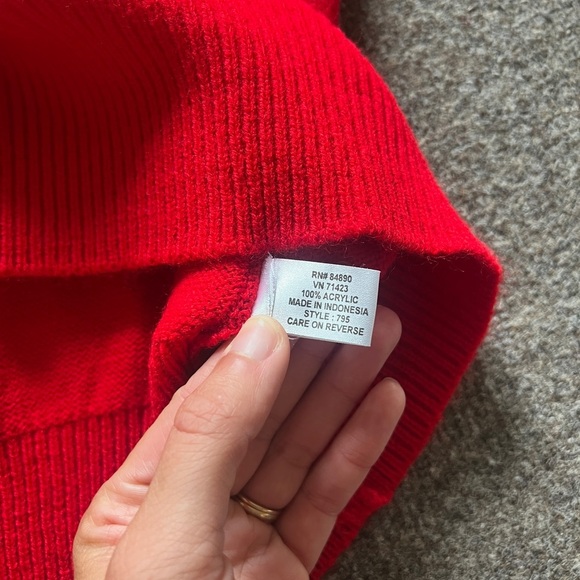 RN# 84890
VN 71423
100% ACRYLIC
MADE IN INDONESIA
STYLE : 795
CARE ON REVERSE